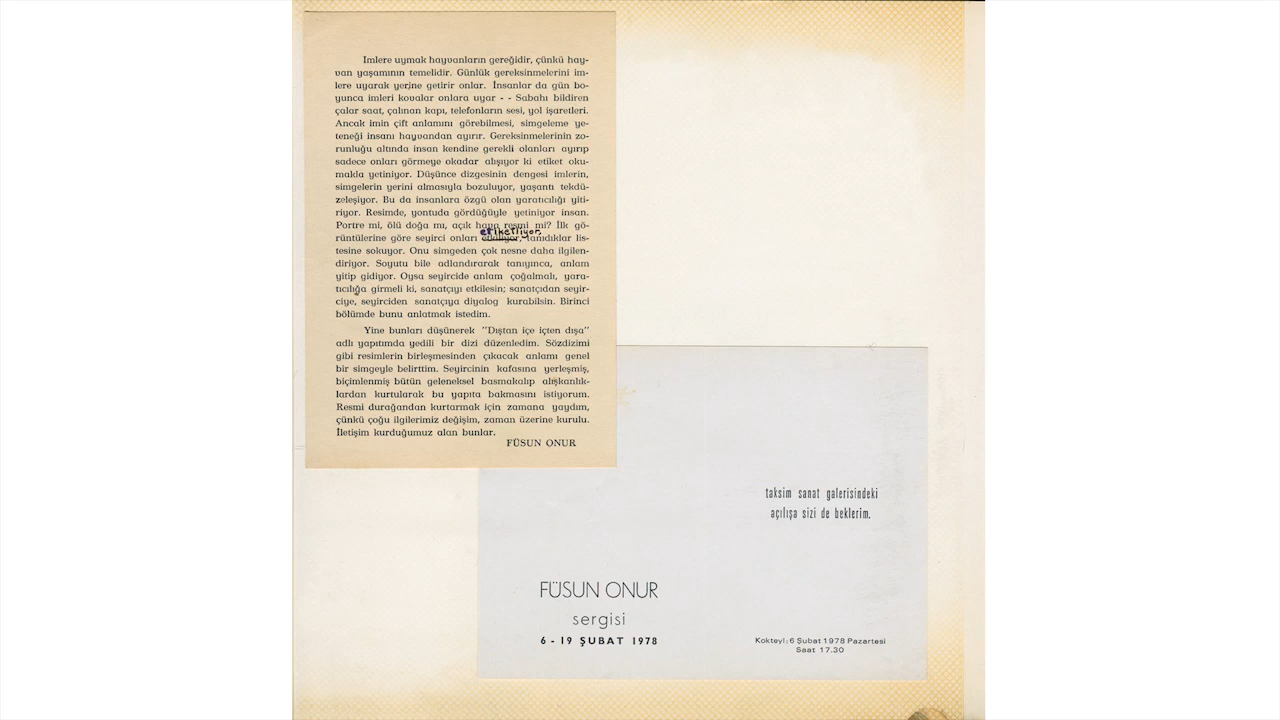 Imlere uymak hayvanların gereğidir, çünkü hay-
van yaşamının temelidir. Günlük gereksinmelerini im-
lere uyarak yerine getirir onlar. İnsanlar da gün bo-
yunca imleri kovalar onlara uyar - - Sabahı bildiren
çalar saat, çalınan kapı, telefonların sesi, yol işaretleri.
Ancak imin çift anlamını görebilmesi, simgeleme ye-
teneği insanı hayvandan ayırır. Gereksinmelerinin zo-
runluğu altında insan kendine gerekli olanları ayırıp
sadece onları görmeye okadar alışıyor ki etiket oku-
makla yetiniyor. Düşünce dizgesinin dengesi imlerin,
simgelerin yerini almasıyla bozuluyor, yaşantı tekdü-
zeleşiyor. Bu da insanlara özgü olan yaratıcılığı yiti-
riyor. Resimde, yontuda gördüğüyle yetiniyor insan.
Portre mi, ölü doğa mı, açık hava resmi mi? İlk gö-
etiketliyor,
rüntülerine göre seyirci onları etkiliyor, tanıdıklar lis-
tesine sokuyor. Onu simgeden çok nesne daha ilgilen-
diriyor. Soyutu bile adlandırarak tanıyınca, anlam
yitip gidiyor. Oysa seyircide anlam çoğalmalı, yara-
tıcılığa girmeli ki, sanatçıyı etkilesin; sanatçıdan seyir-
ciye, seyirciden sanatçıya diyalog kurabilsin. Birinci
bölümde bunu anlatmak istedim.
Yine bunları düşünerek "Dıştan içe içten dışa"
adlı yapıtımda yedili bir dizi düzenledim. Sözdizimi
gibi resimlerin birleşmesinden çıkacak anlamı genel
bir simgeyle belirttim. Seyircinin kafasına yerleşmiş,
biçimlenmiş bütün geleneksel basmakalıp alışkanlık-
lardan kurtularak bu yapıta bakmasını istiyorum.
Resmi durağandan kurtarmak için zamana yaydım,
çünkü çoğu ilgilerimiz değişim, zaman üzerine kurulu.
İletişim kurduğumuz alan bunlar.
FÜSUN ONUR
taksim sanat galerisindeki
açılışa sizi de beklerim.
FÜSUN ONUR
sergisi
6 - 19 ŞUBAT 1978
Kokteyl: 6 Şubat 1978 Pazartesi
Saat 17.30